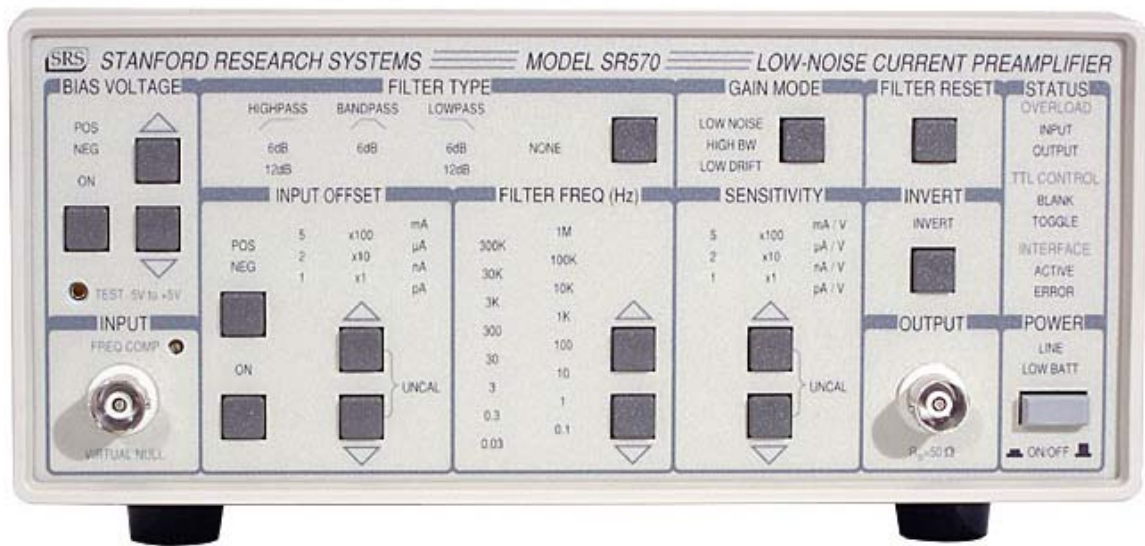 SRS STANFORD RESEARCH SYSTEMS MODEL SR570 LOW-NOISE CURRENT PREAMPLIFIER
BIAS VOLTAGE
POS
NEG
ON
TEST -5V to +5V
FILTER TYPE
HIGHPASS BANDPASS LOWPASS
6dB 6dB 6dB NONE
12dB 12dB
GAIN MODE
LOW NOISE
HIGH BW
LOW DRIFT
FILTER RESET
STATUS
OVERLOAD
INPUT
OUTPUT
TTL CONTROL
BLANK
TOGGLE
INTERFACE
ACTIVE
ERROR
INPUT
FREQ COMP
VIRTUAL NULL
INPUT OFFSET
POS
NEG
ON
5 x100 mA
2 x10 µA
1 x1 nA
pA
UNCAL
FILTER FREQ (Hz)
1M
300K
100K
30K
10K
3K
1K
300
100
30
10
3
1
0.3
0.1
0.03
SENSITIVITY
5 x100 mA / V
2 x10 µA / V
1 x1 nA / V
pA / V
UNCAL
INVERT
INVERT
OUTPUT
R₀=50 Ω
POWER
LINE
LOW BATT
ON/OFF